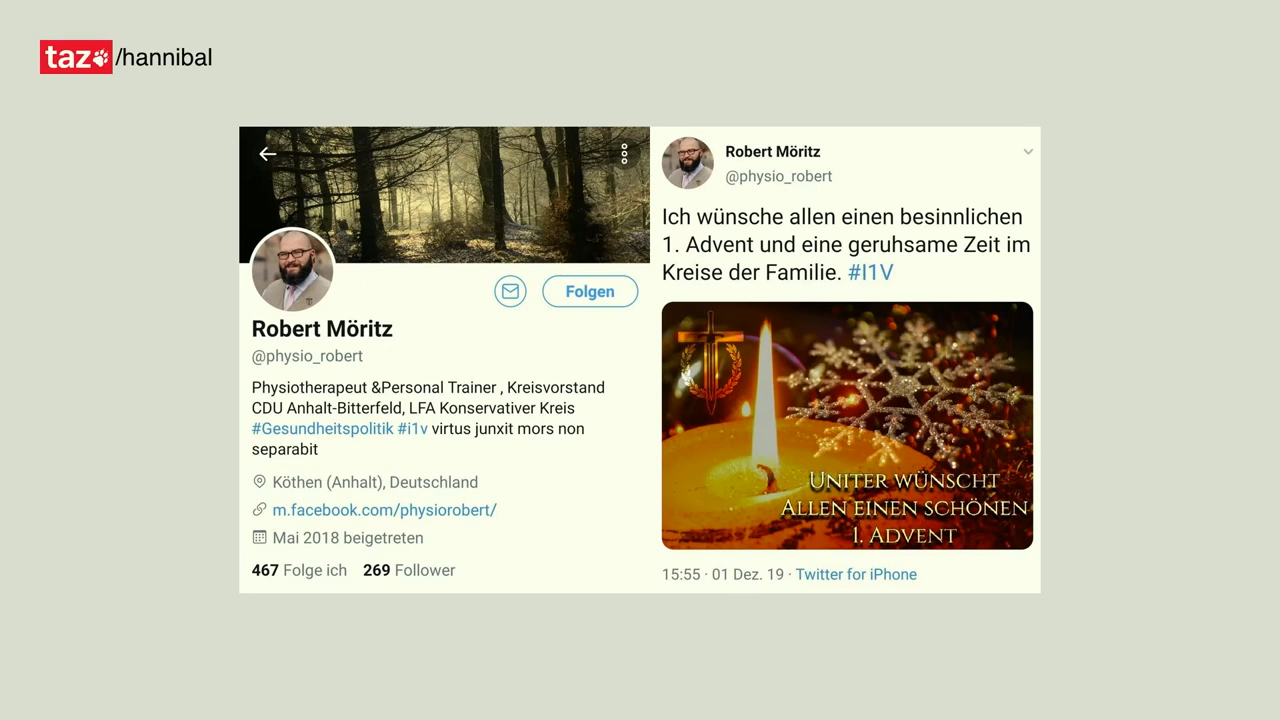 taz/hannibal
Robert Möritz
@physio_robert
Folgen
Physiotherapeut &Personal Trainer , Kreisvorstand
CDU Anhalt-Bitterfeld, LFA Konservativer Kreis
#Gesundheitspolitik #i1v virtus junxit mors non
separabit
Köthen (Anhalt), Deutschland
m.facebook.com/physiorobert/
Mai 2018 beigetreten
467 Folge ich 269 Follower
Robert Möritz
@physio_robert
Ich wünsche allen einen besinnlichen
1. Advent und eine geruhsame Zeit im
Kreise der Familie. #I1V
UNITER WÜNSCHT
ALLEN EINEN SCHÖNEN
1. ADVENT
15:55 · 01 Dez. 19 · Twitter for iPhone